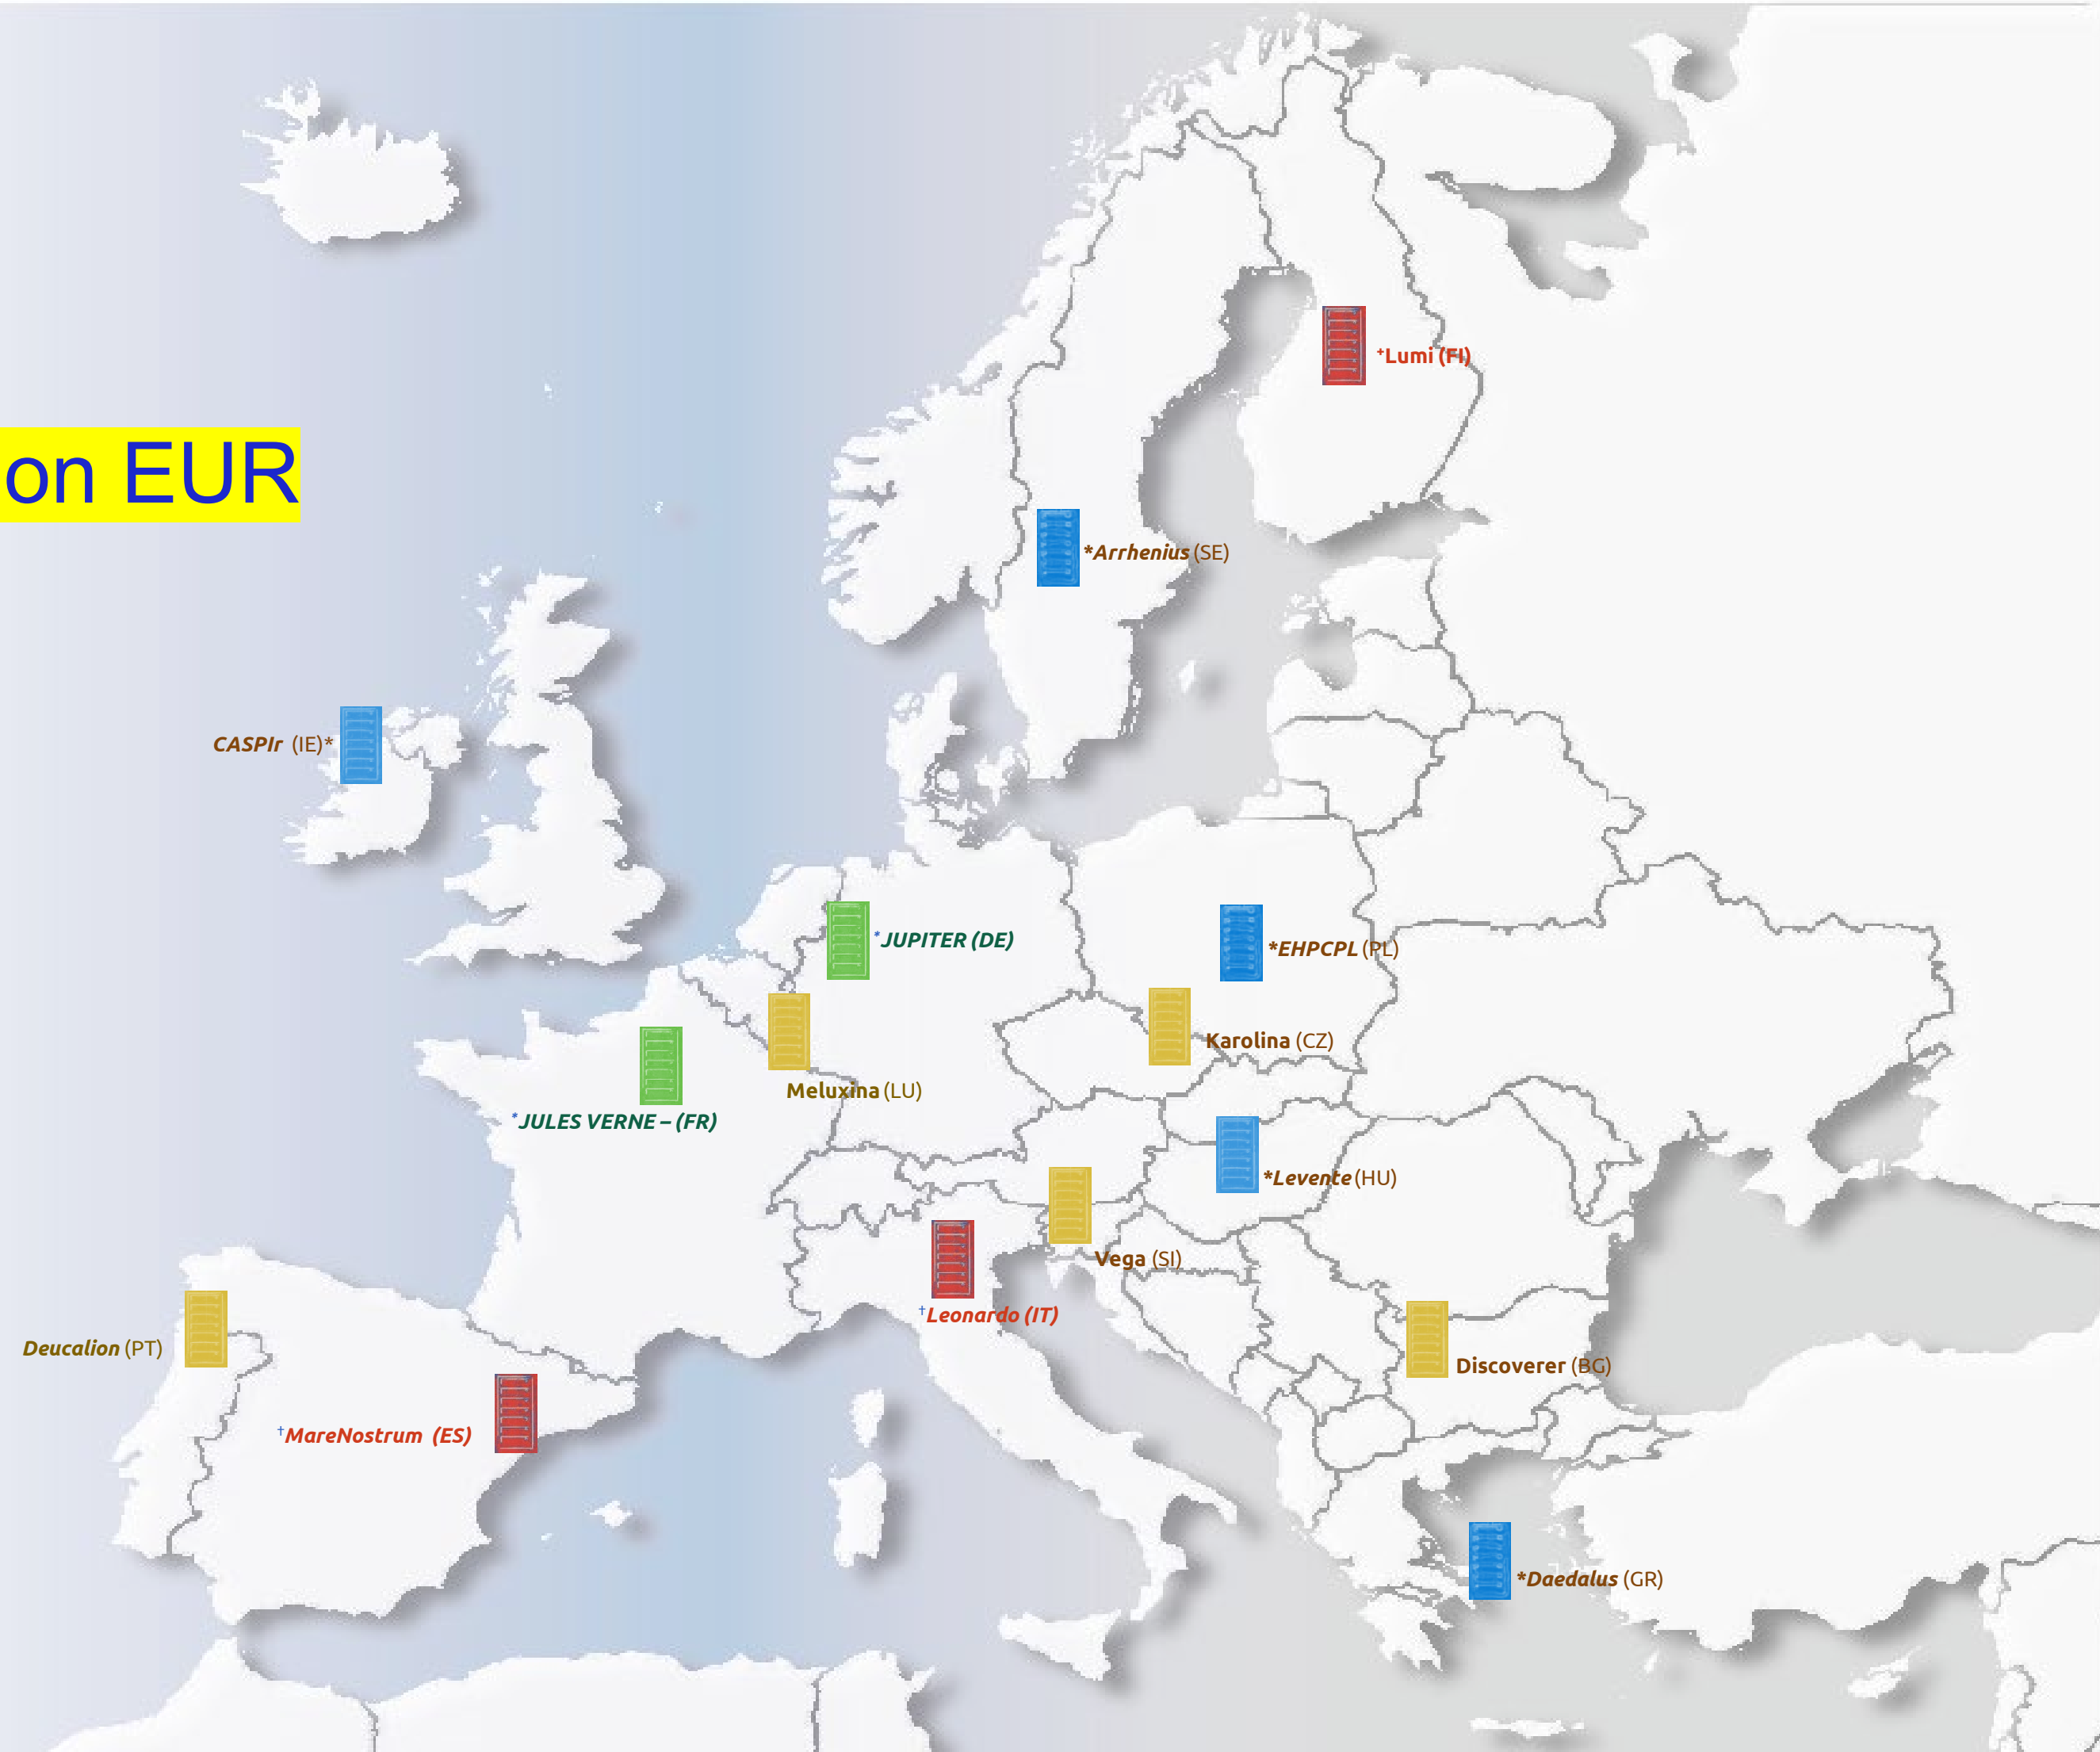 †Lumi (FI)
on EUR
*Arrhenius (SE)
CASPIr (IE)*
*JUPITER (DE)
*EHPCPL (PL)
Karolina (CZ)
Meluxina (LU)
*JULES VERNE – (FR)
*Levente (HU)
Vega (SI)
†Leonardo (IT)
Deucalion (PT)
Discoverer (BG)
†MareNostrum (ES)
*Daedalus (GR)